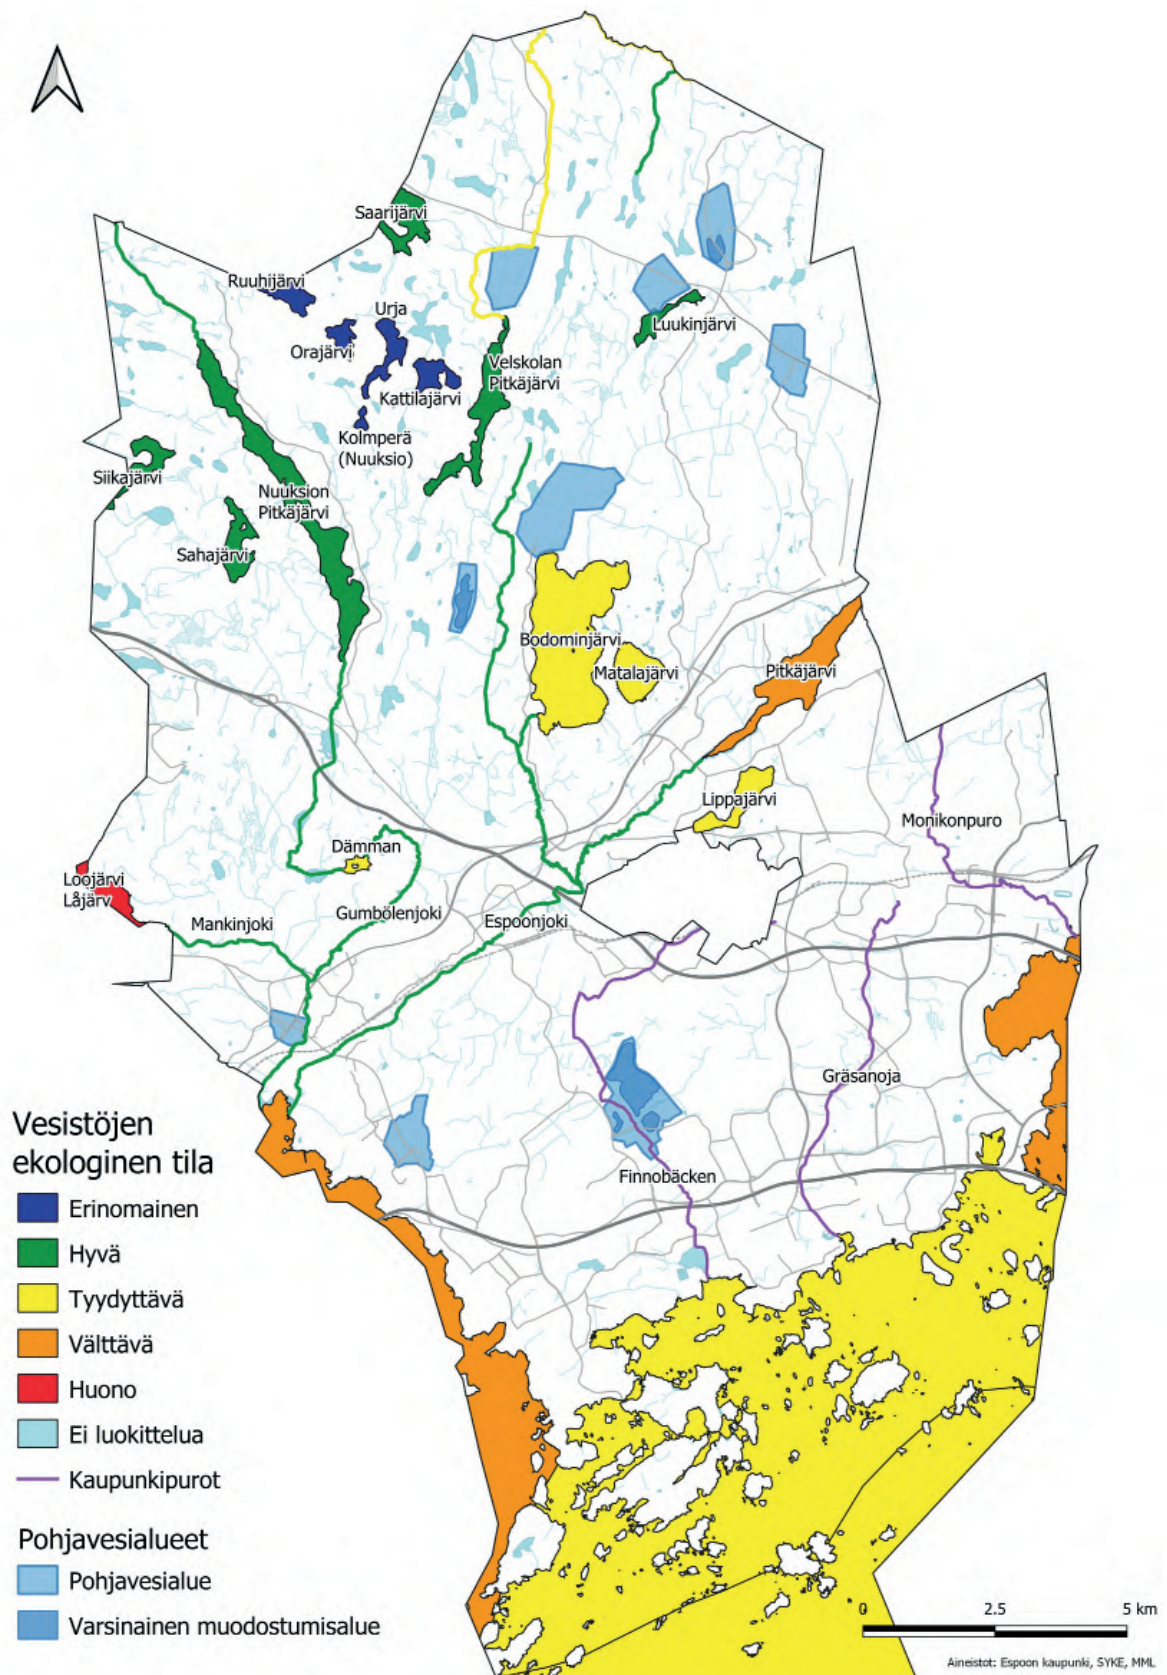 Saarijärvi
Ruuhijärvi
Urja
Orajärvi
Luukinjärvi
Velskolan
Pitkäjärvi
Kattilajärvi
Kolmperä
(Nuuksio)
Siikajärvi
Nuuksion
Pitkäjärvi
Sahajärvi
Bodominjärvi
Matalajärvi
Pitkäjärvi
Lippajärvi
Monikonpuro
Dämman
Loojärvi
Låjärv
Mankinjoki
Gumbölenjoki
Espoonjoki
Gräsanoja
Finnobäcken
Vesistöjen
ekologinen tila
Erinomainen
Hyvä
Tyydyttävä
Välttävä
Huono
Ei luokittelua
Kaupunkipurot
Pohjavesialueet
Pohjavesialue
Varsinainen muodostumisalue
0 2.5 5 km
Aineistot: Espoon kaupunki, SYKE, MML